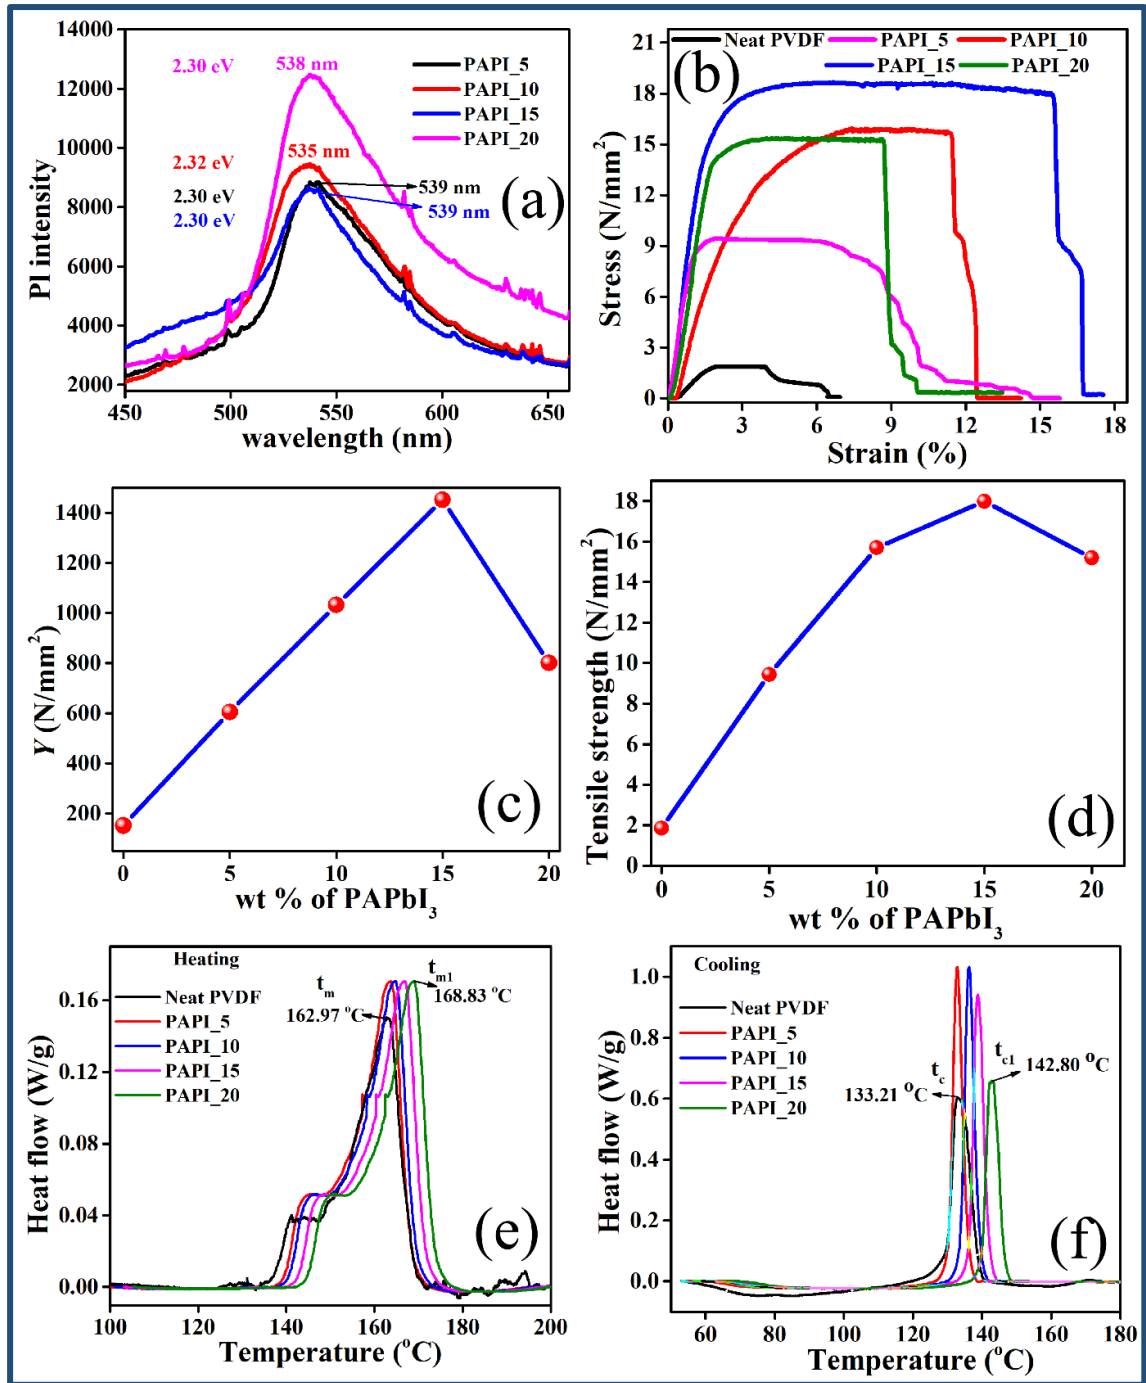 14000
12000
10000
8000
6000
4000
2000
Pl intensity
2.30 eV
538 nm
2.32 eV
535 nm
2.30 eV
539 nm
2.30 eV
539 nm
PAPI_5
PAPI_10
PAPI_15
PAPI_20
(a)
450 500 550 600 650
wavelength (nm)
Neat PVDF PAPI_5 PAPI_10
PAPI_15 PAPI_20
(b)
21
18
15
12
9
6
3
0
Stress (N/mm²)
0 3 6 9 12 15 18
Strain (%)
1400
1200
1000
800
600
400
200
Y (N/mm²)
(c)
0 5 10 15 20
wt % of PAPbI₃
18
16
14
12
10
8
6
4
2
0
Tensile strength (N/mm²)
(d)
0 5 10 15 20
wt % of PAPbI₃
Heating
Neat PVDF
PAPI_5
PAPI_10
PAPI_15
PAPI_20
tₘ
162.97 °C
tₘ₁
168.83 °C
0.16
0.12
0.08
0.04
0.00
Heat flow (W/g)
(e)
100 120 140 160 180 200
Temperature (°C)
Cooling
Neat PVDF
PAPI_5
PAPI_10
PAPI_15
PAPI_20
t_c
133.21 °C
t_c1
142.80 °C
1.0
0.8
0.6
0.4
0.2
0.0
Heat flow (W/g)
(f)
60 80 100 120 140 160 180
Temperature (°C)